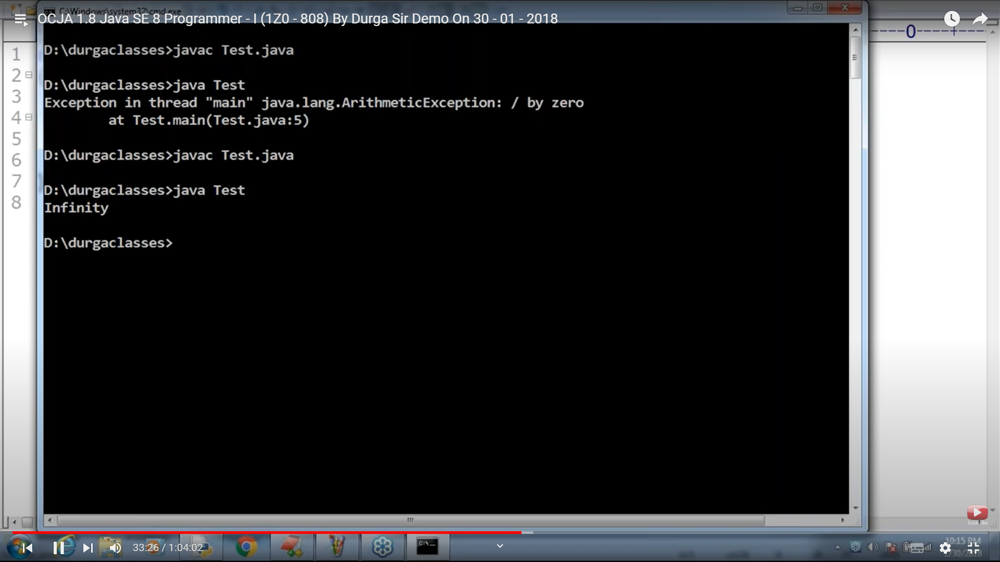 C:\Windows\system32\cmd.exe
OCJA 1.8 Java SE 8 Programmer - I (1Z0 - 808) By Durga Sir Demo On 30 - 01 - 2018
----0----+----
1
2
3
4
5
6
7
8
D:\durgaclasses>javac Test.java
D:\durgaclasses>java Test
Exception in thread "main" java.lang.ArithmeticException: / by zero
at Test.main(Test.java:5)
D:\durgaclasses>javac Test.java
D:\durgaclasses>java Test
Infinity
D:\durgaclasses>
Subscribe
33:26 / 1:04:02
C:\_
10:15 PM
1/30/2018